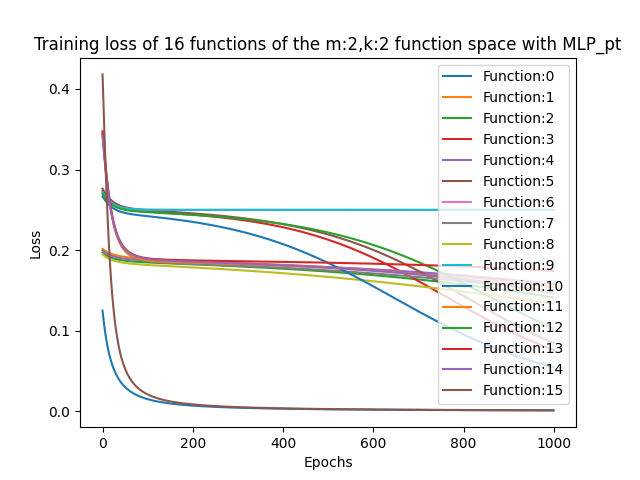 Training loss of 16 functions of the m:2,k:2 function space with MLP_pt
Loss
0.4
0.3
0.2
0.1
0.0
Function:0
Function:1
Function:2
Function:3
Function:4
Function:5
Function:6
Function:7
Function:8
Function:9
Function:10
Function:11
Function:12
Function:13
Function:14
Function:15
0 200 400 600 800 1000
Epochs